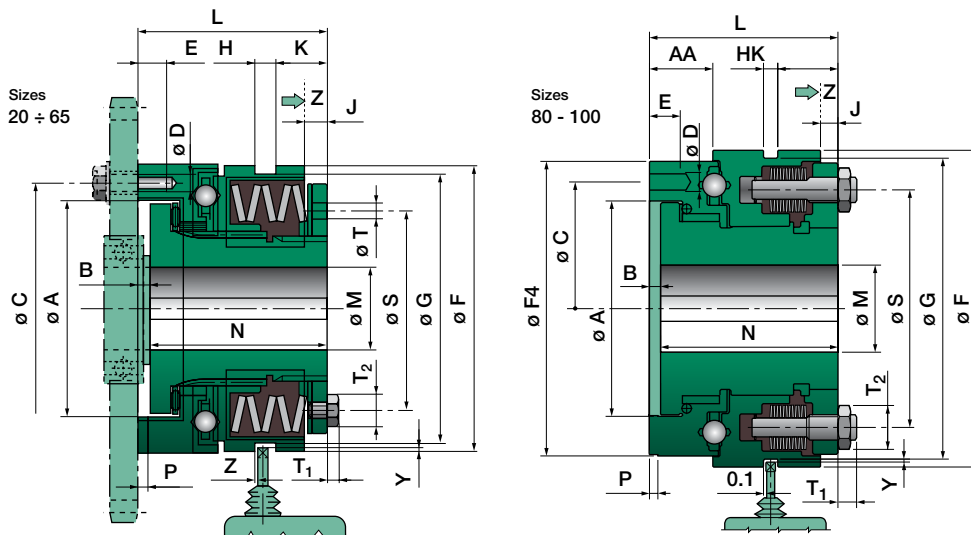 L
E
H
K
Sizes
20 ÷ 65
Z
J
ø D
B
ø C
ø A
N
ø M
ø T
ø S
ø G
ø F
T2
P
Z
T1
Y
L
AA
HK
Sizes
80 - 100
Z
J
E
ø D
ø C
B
ø F4
ø A
N
ø M
ø S
ø G
ø F
T2
P
0.1
T1
Y